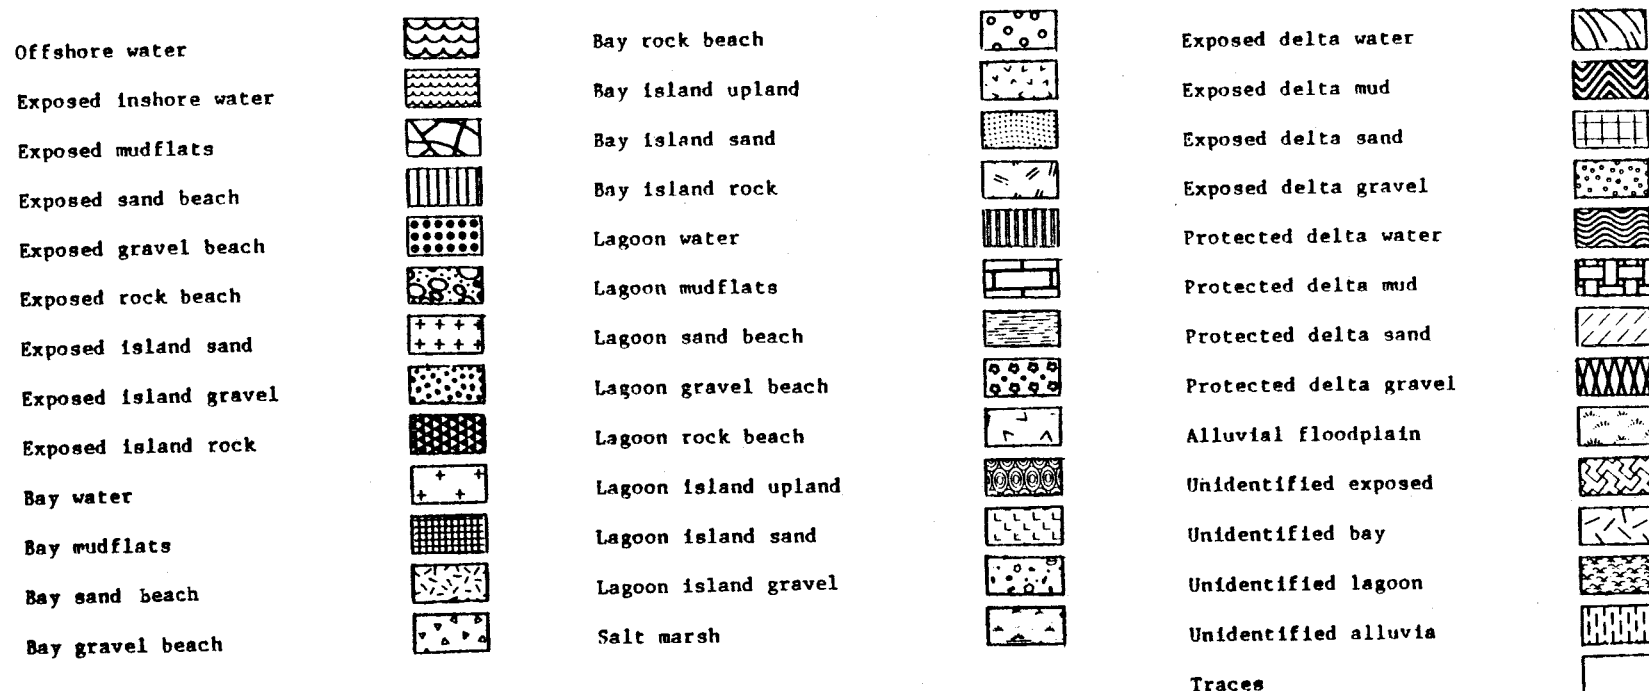 Offshore water
Exposed inshore water
Exposed mudflats
Exposed sand beach
Exposed gravel beach
Exposed rock beach
Exposed island sand
Exposed island gravel
Exposed island rock
Bay water
Bay mudflats
Bay sand beach
Bay gravel beach
Bay rock beach
Bay island upland
Bay island sand
Bay island rock
Lagoon water
Lagoon mudflats
Lagoon sand beach
Lagoon gravel beach
Lagoon rock beach
Lagoon island upland
Lagoon island sand
Lagoon island gravel
Salt marsh
Exposed delta water
Exposed delta mud
Exposed delta sand
Exposed delta gravel
Protected delta water
Protected delta mud
Protected delta sand
Protected delta gravel
Alluvial floodplain
Unidentified exposed
Unidentified bay
Unidentified lagoon
Unidentified alluvia
Traces